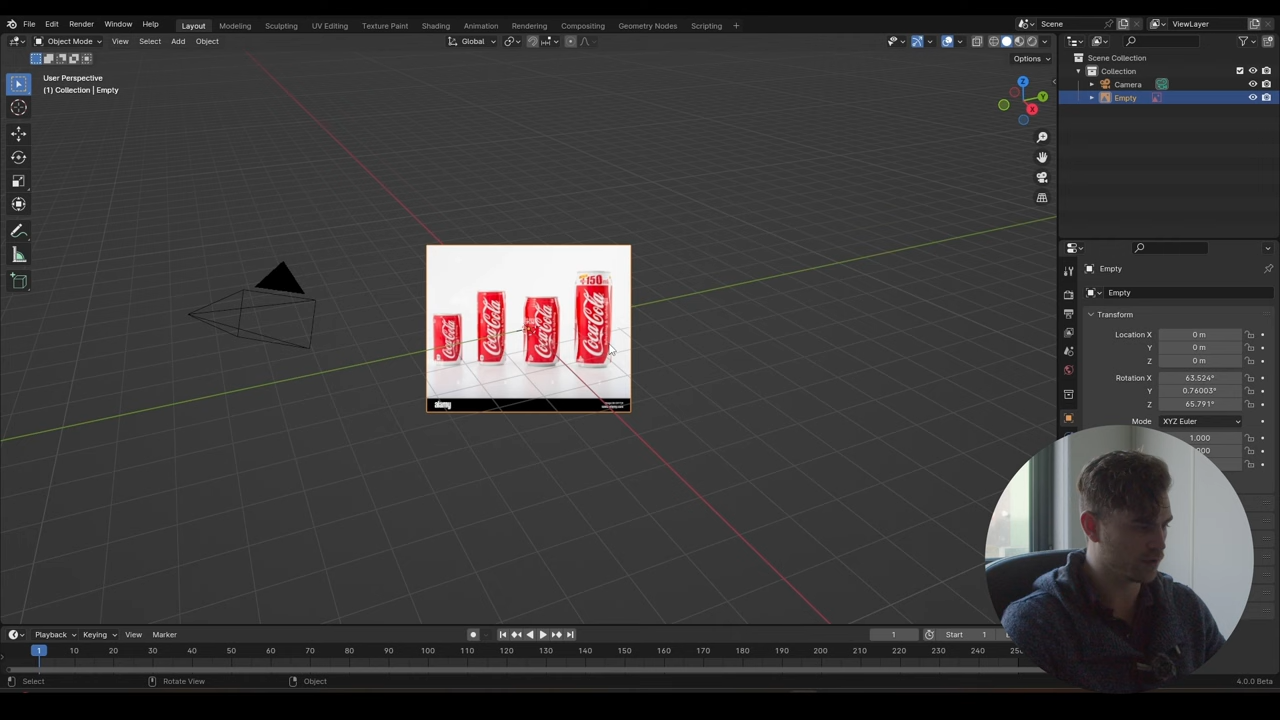 File Edit Render Window Help
Layout Modeling Sculpting UV Editing Texture Paint Shading Animation Rendering Compositing Geometry Nodes Scripting +
Scene
ViewLayer
Object Mode View Select Add Object
Global
Options
User Perspective
(1) Collection | Empty
Z
Y
X
Coca-Cola Coca-Cola Coca-Cola Coca-Cola
150
alamy
Scene Collection
Collection
Camera
Empty
Empty
Empty
Transform
Location X 0 m
Y 0 m
Z 0 m
Rotation X 63.524°
Y 0.76003°
Z 65.791°
Mode XYZ Euler
1.000
Playback Keying View Marker
1
Start 1
1 10 20 30 40 50 60 70 80 90 100 110 120 130 140 150 160 170 180 190 200 210 220 230 240
Select Rotate View Object
4.0.0 Beta